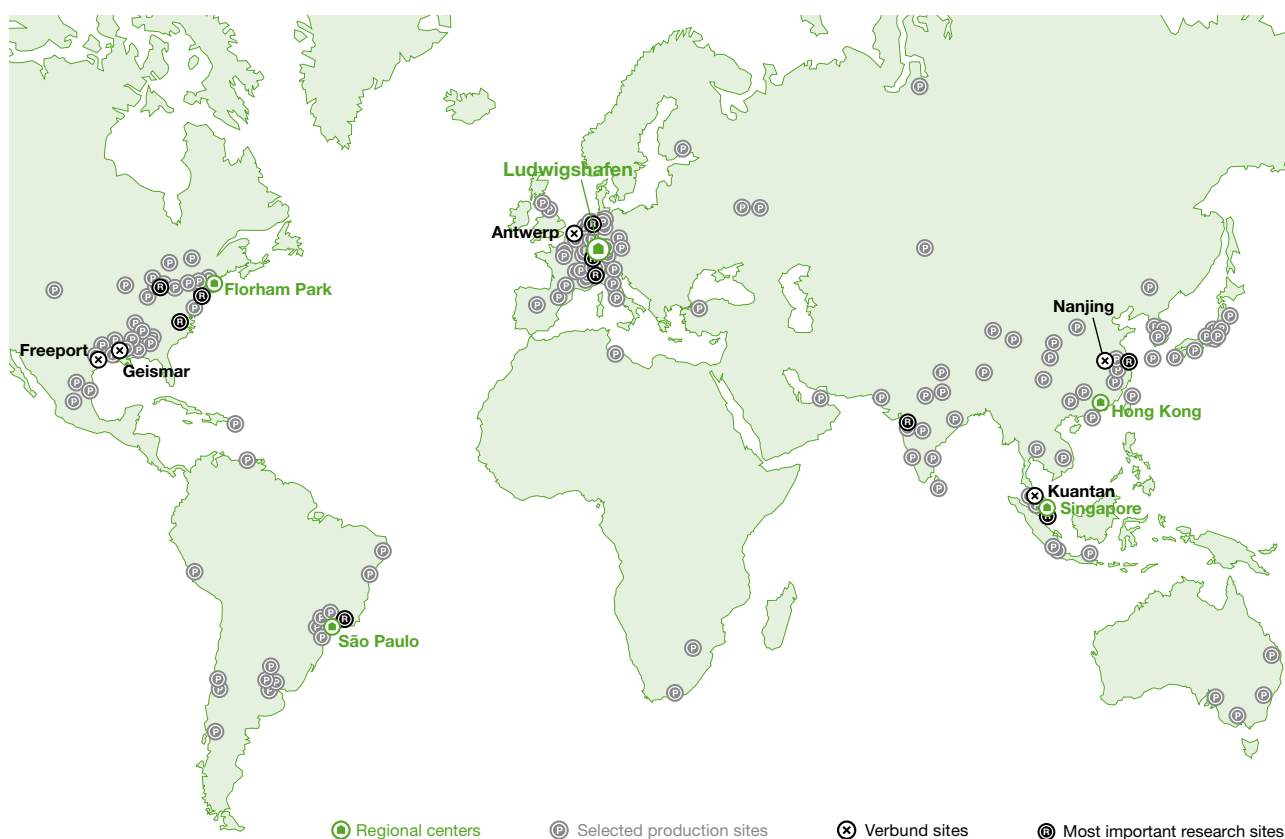 Ludwigshafen
Antwerp
Florham Park
Nanjing
Freeport
Geismar
Hong Kong
Kuantan
Singapore
São Paulo
Regional centers
P Selected production sites
Verbund sites
R Most important research sites